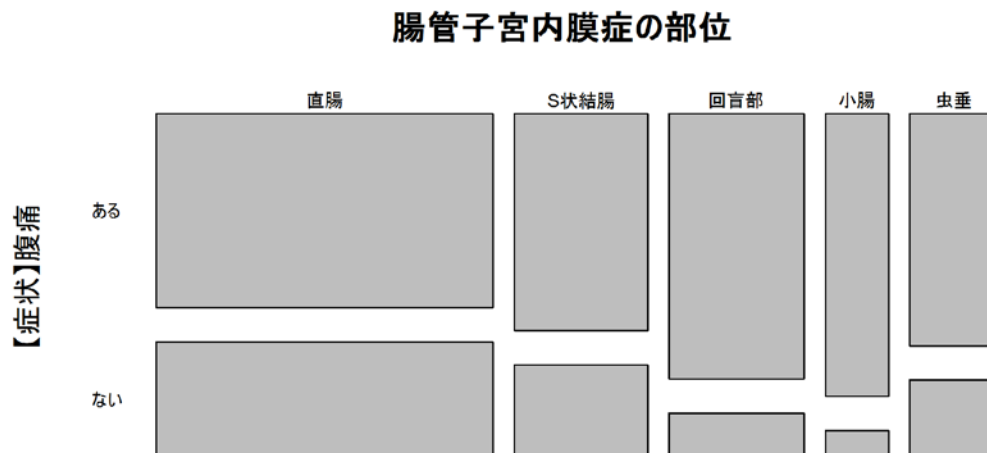 腸管子宮内膜症の部位
直腸
S状結腸
回盲部
小腸
虫垂
【症状】腹痛
ある
ない